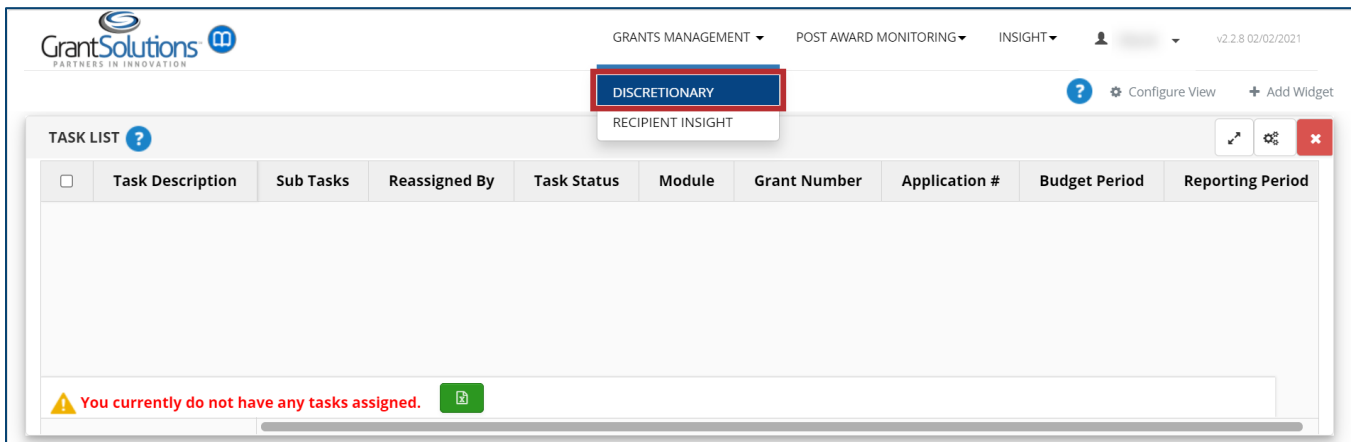 GrantSolutions
PARTNERS IN INNOVATION
GRANTS MANAGEMENT
POST AWARD MONITORING
INSIGHT
v2.2.8 02/02/2021
DISCRETIONARY
RECIPIENT INSIGHT
? Configure View + Add Widget
TASK LIST ?
Task Description Sub Tasks Reassigned By Task Status Module Grant Number Application # Budget Period Reporting Period
You currently do not have any tasks assigned.